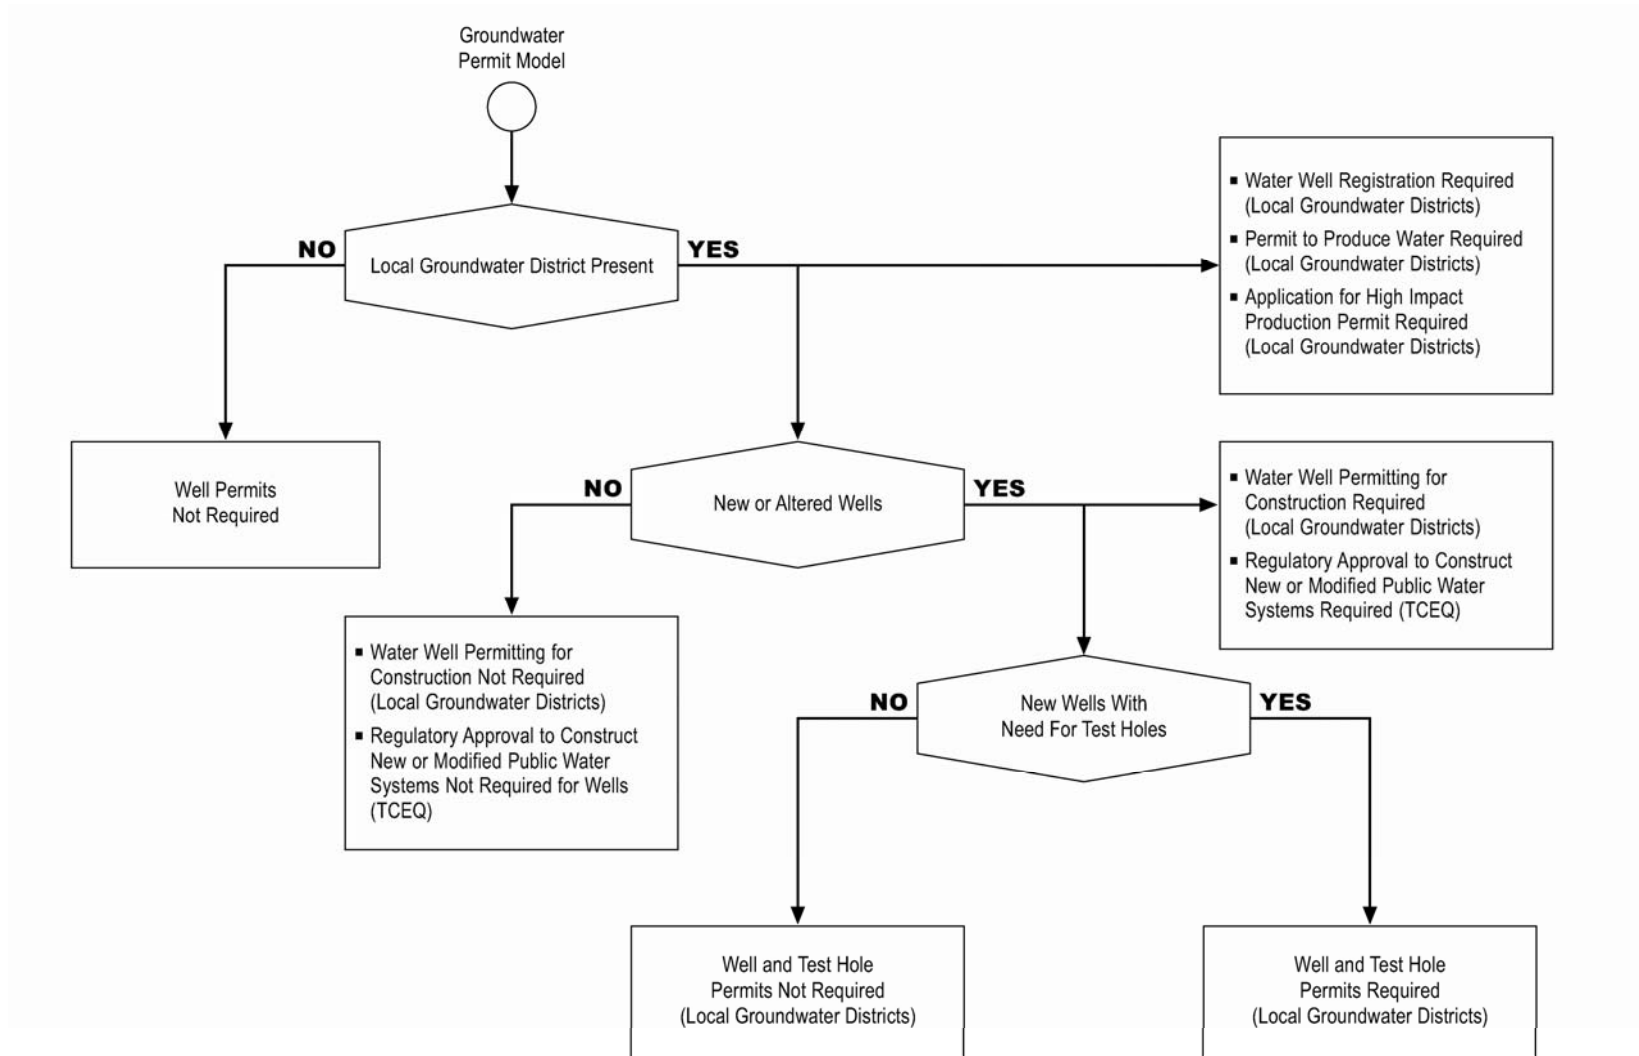 Groundwater
Permit Model
NO
Local Groundwater District Present
YES
▪ Water Well Registration Required
(Local Groundwater Districts)
▪ Permit to Produce Water Required
(Local Groundwater Districts)
▪ Application for High Impact
Production Permit Required
(Local Groundwater Districts)
Well Permits
Not Required
NO
New or Altered Wells
YES
▪ Water Well Permitting for
Construction Required
(Local Groundwater Districts)
▪ Regulatory Approval to Construct
New or Modified Public Water
Systems Required (TCEQ)
▪ Water Well Permitting for
Construction Not Required
(Local Groundwater Districts)
▪ Regulatory Approval to Construct
New or Modified Public Water
Systems Not Required for Wells
(TCEQ)
NO
New Wells With
Need For Test Holes
YES
Well and Test Hole
Permits Not Required
(Local Groundwater Districts)
Well and Test Hole
Permits Required
(Local Groundwater Districts)